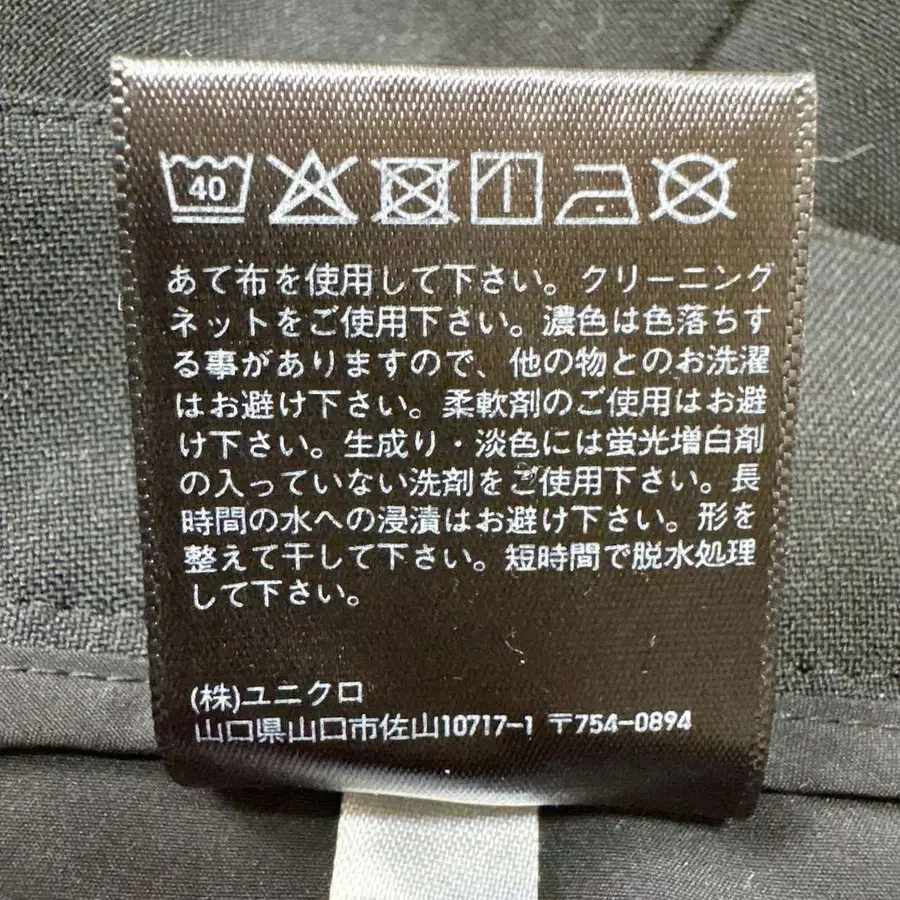 40
あて布を使用して下さい。クリーニング
ネットをご使用下さい。濃色は色落ちす
る事がありますので、他の物とのお洗濯
はお避け下さい。柔軟剤のご使用はお避
け下さい。生成り・淡色には蛍光増白剤
の入っていない洗剤をご使用下さい。長
時間の水への浸漬はお避け下さい。形を
整えて干して下さい。短時間で脱水処理
して下さい。
(株)ユニクロ
山口県山口市佐山10717-1 〒754-0894